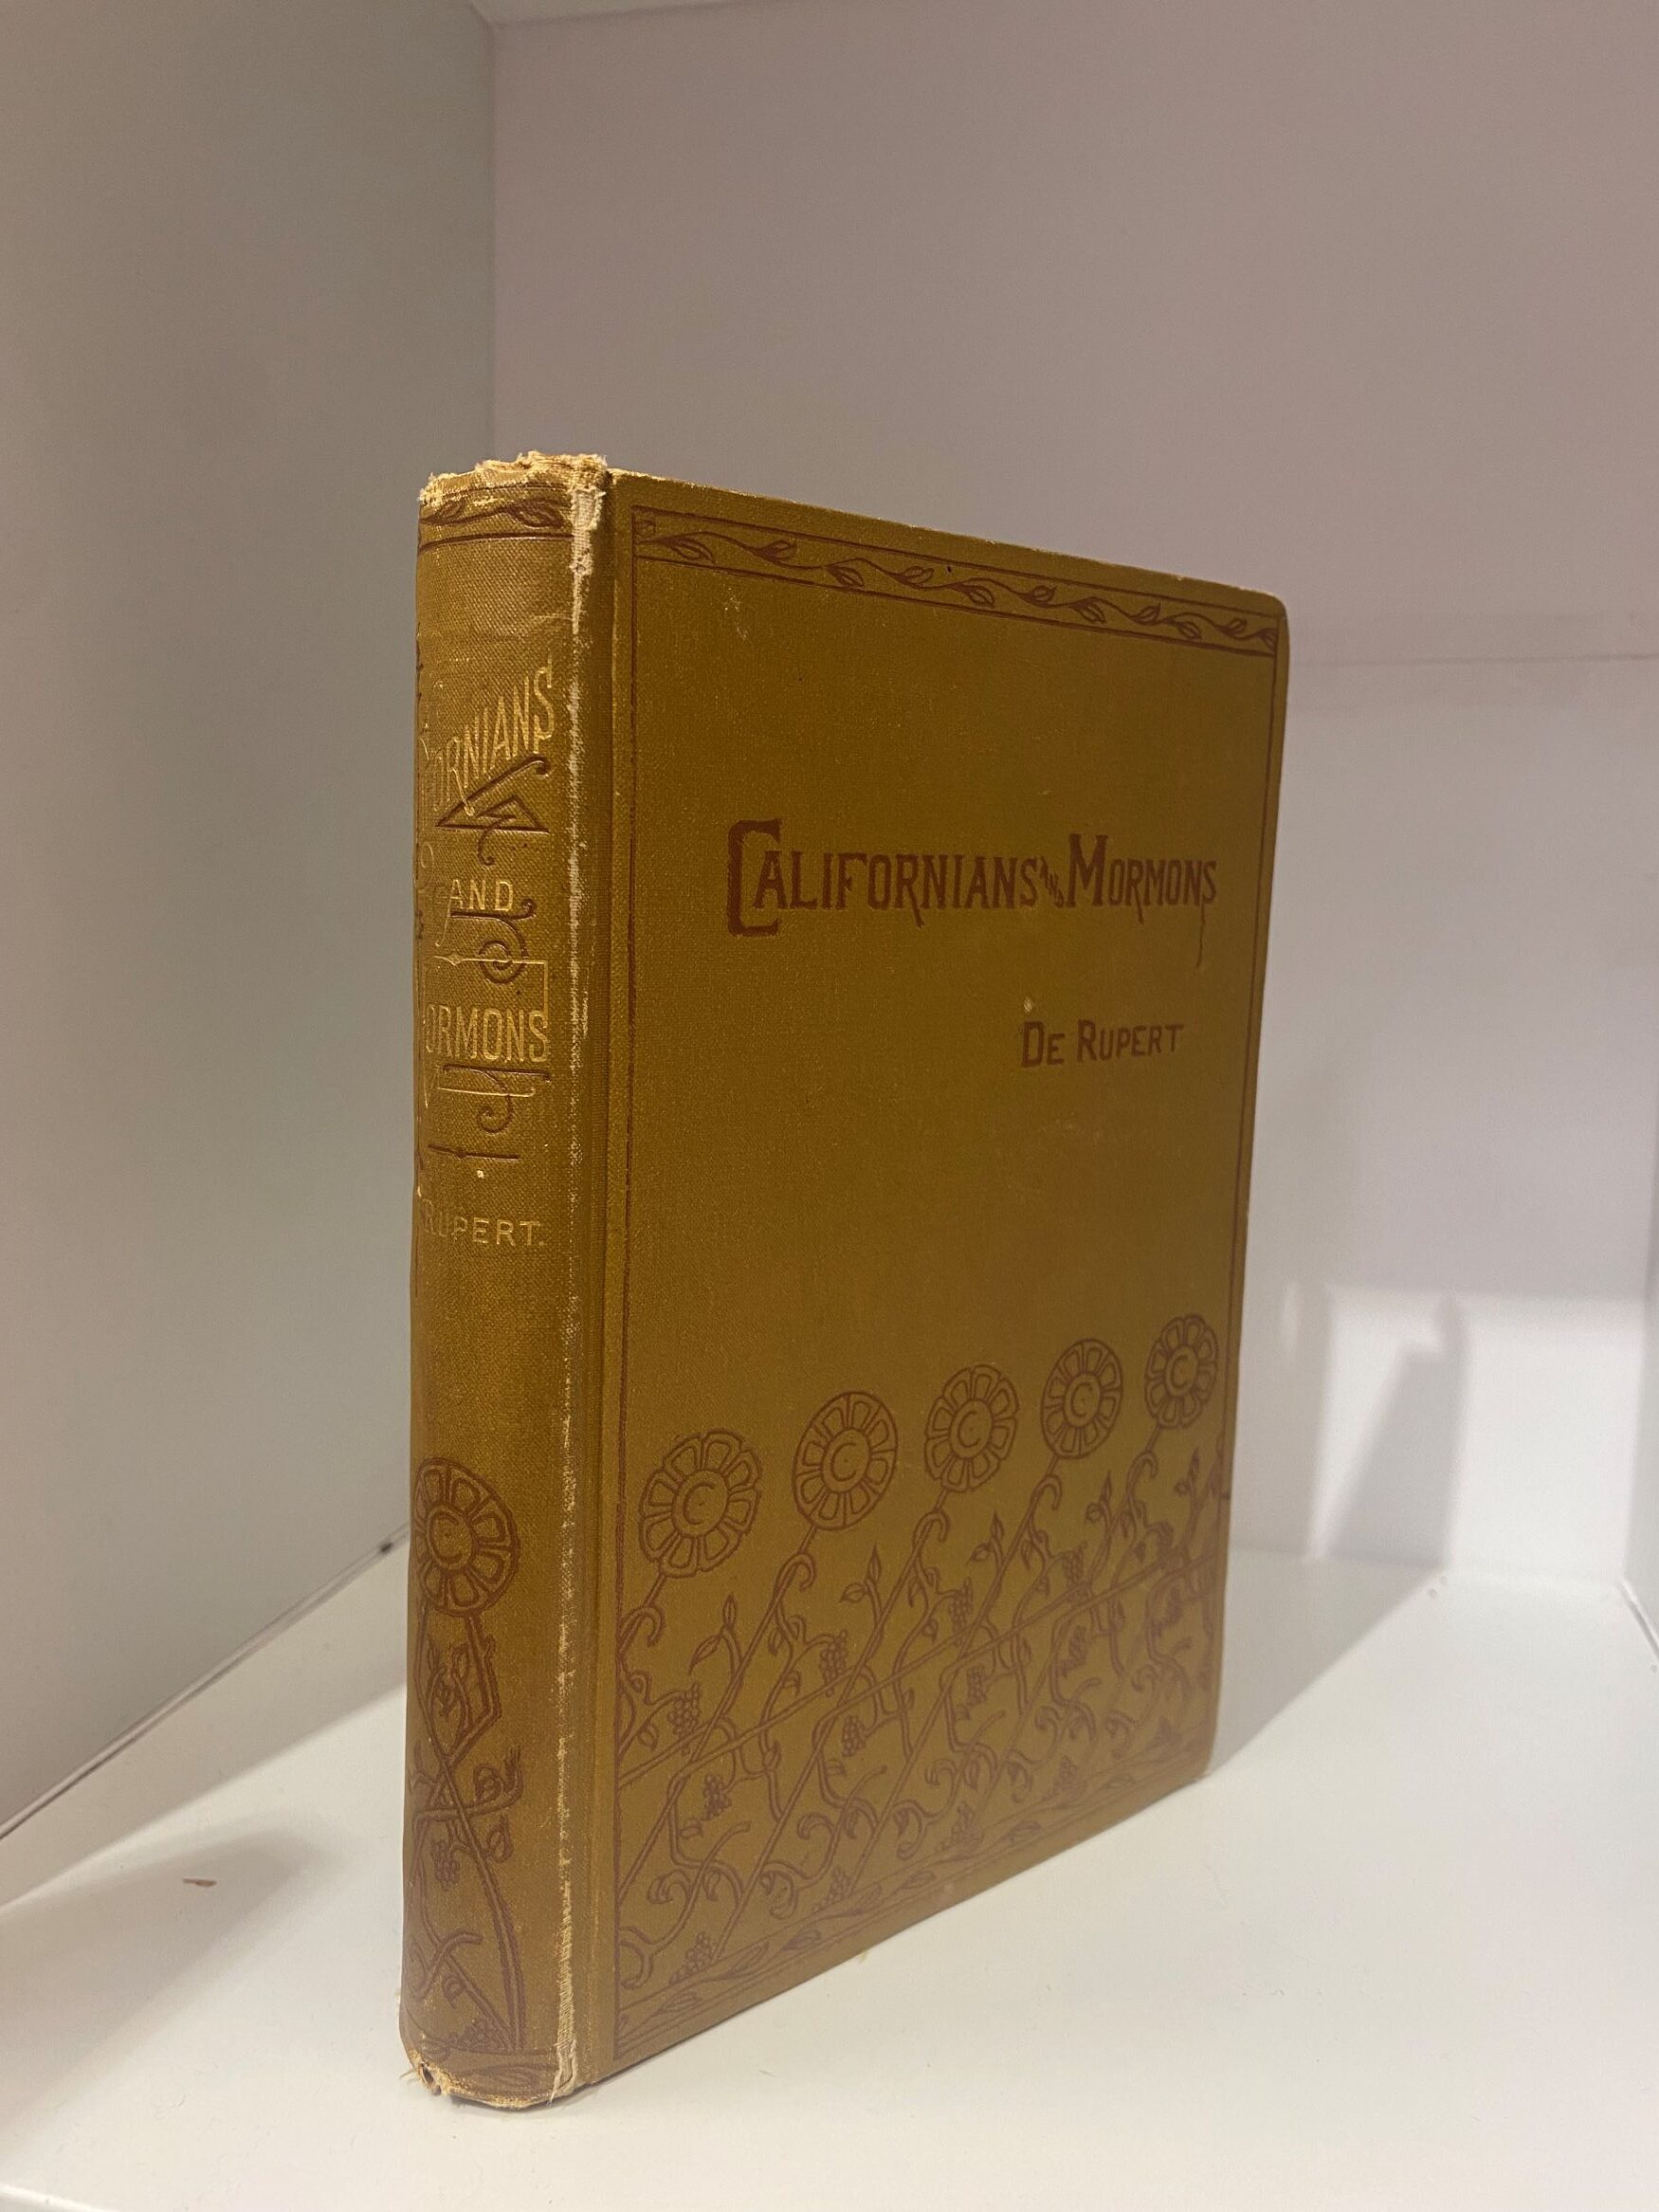 ORNIANS
AND
ORMONS
RUPERT.
CALIFORNIANS AND MORMONS
DE RUPERT
C
C C C C C